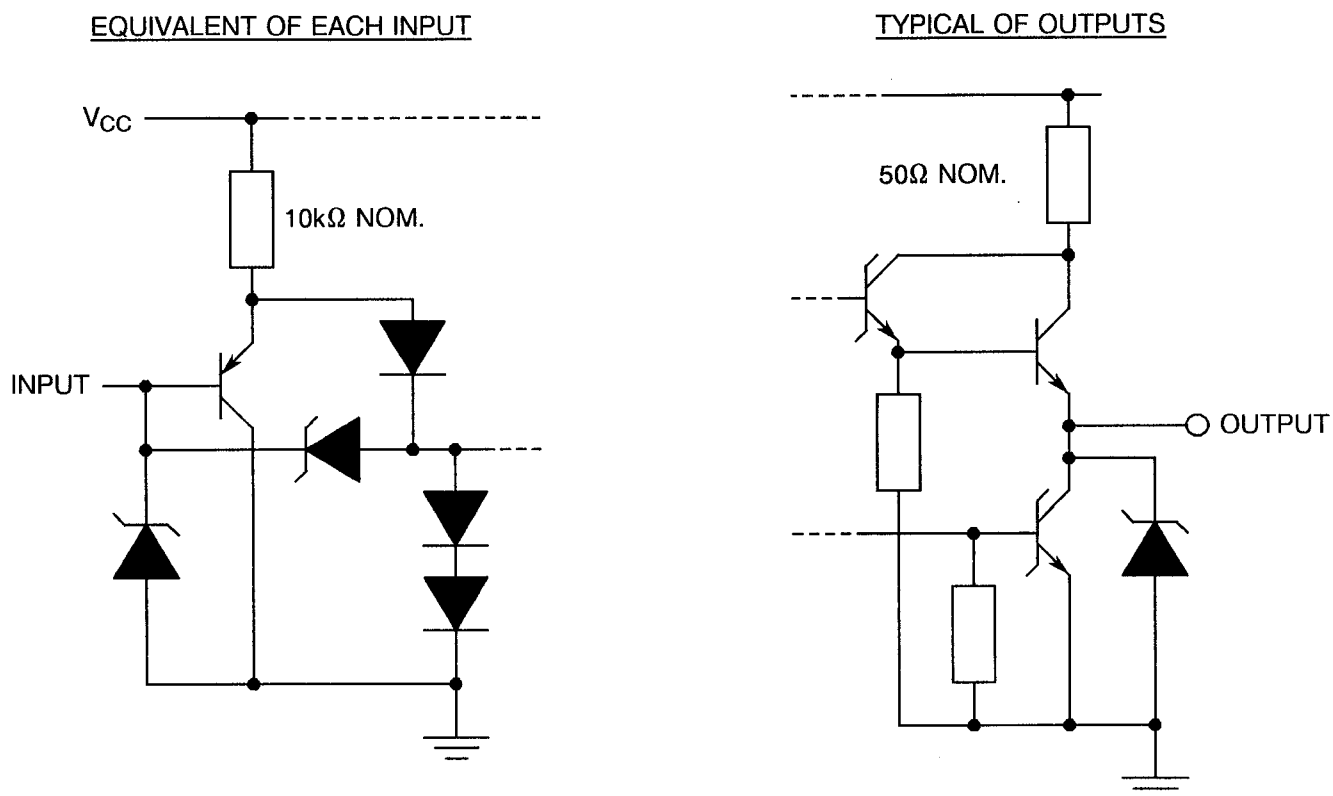 EQUIVALENT OF EACH INPUT
TYPICAL OF OUTPUTS
VCC
10kΩ NOM.
50Ω NOM.
INPUT
OUTPUT